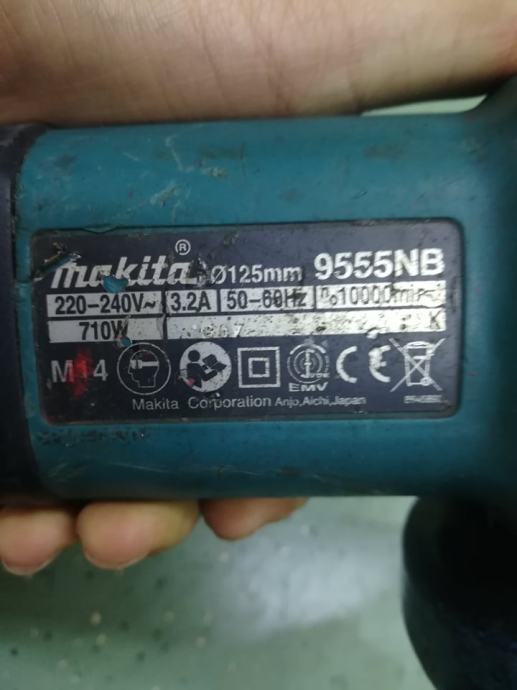 makita® Ø125mm 9555NB
220-240V~ 3.2A 50-60Hz n₀10000min-¹
710W K
M14 EMV CE
Makita Corporation Anjo, Aichi, Japan